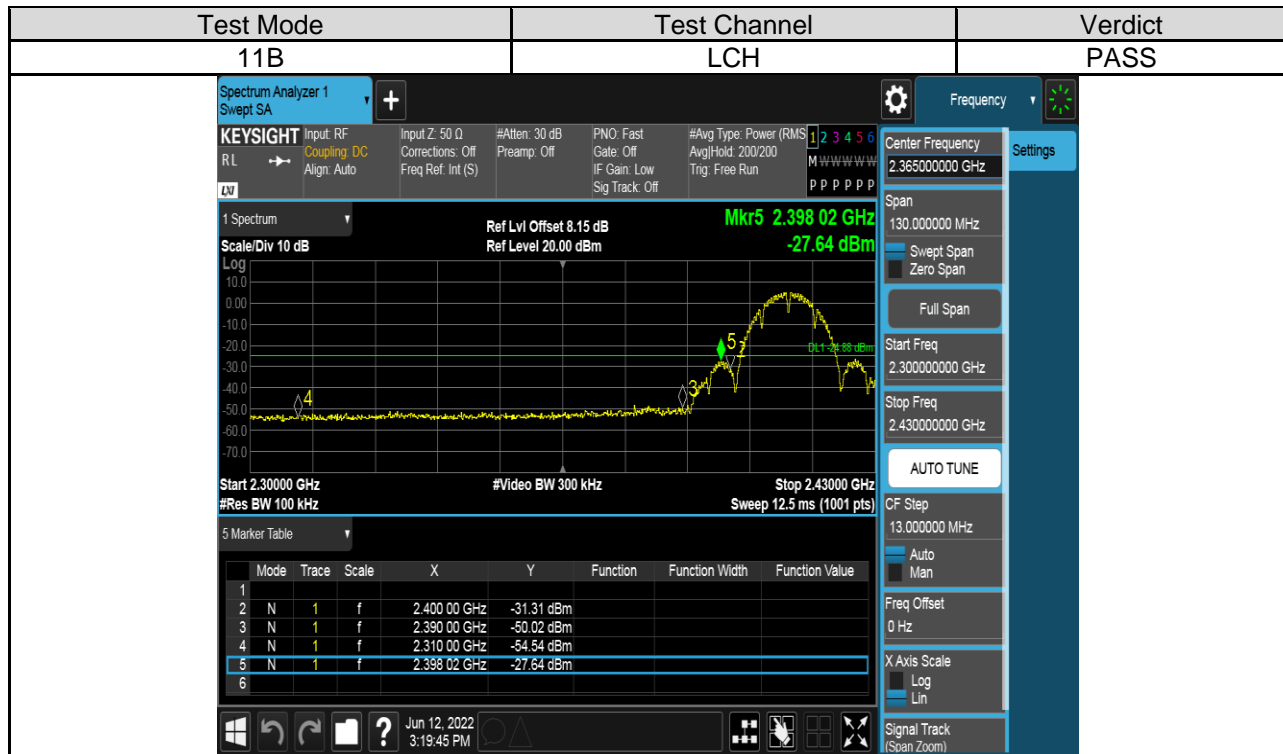 Test Mode Test Channel Verdict
11B LCH PASS
Spectrum Analyzer 1
Swept SA
+
Frequency
KEYSIGHT Input: RF Input Z: 50 Ω #Atten: 30 dB PNO: Fast #Avg Type: Power (RMS 1 2 3 4 5 6
RL Coupling: DC Corrections: Off Preamp: Off Gate: Off Avg|Hold: 200/200 M W W W W W
Align: Auto Freq Ref: Int (S) IF Gain: Low Trig: Free Run
LXI Sig Track: Off P P P P P P
1 Spectrum
Ref Lvl Offset 8.15 dB Mkr5 2.398 02 GHz
Scale/Div 10 dB Ref Level 20.00 dBm -27.64 dBm
Log
10.0
0.00
-10.0
-20.0
-30.0
-40.0
-50.0
-60.0
-70.0
5
2
DL1 -24.88 dBm
3
4
Start 2.30000 GHz #Video BW 300 kHz Stop 2.43000 GHz
#Res BW 100 kHz Sweep 12.5 ms (1001 pts)
5 Marker Table
Mode Trace Scale X Y Function Function Width Function Value
1
2 N 1 f 2.400 00 GHz -31.31 dBm
3 N 1 f 2.390 00 GHz -50.02 dBm
4 N 1 f 2.310 00 GHz -54.54 dBm
5 N 1 f 2.398 02 GHz -27.64 dBm
6
?
Jun 12, 2022
3:19:45 PM
Center Frequency
2.365000000 GHz
Settings
Span
130.000000 MHz
Swept Span
Zero Span
Full Span
Start Freq
2.300000000 GHz
Stop Freq
2.430000000 GHz
AUTO TUNE
CF Step
13.000000 MHz
Auto
Man
Freq Offset
0 Hz
X Axis Scale
Log
Lin
Signal Track
(Span Zoom)